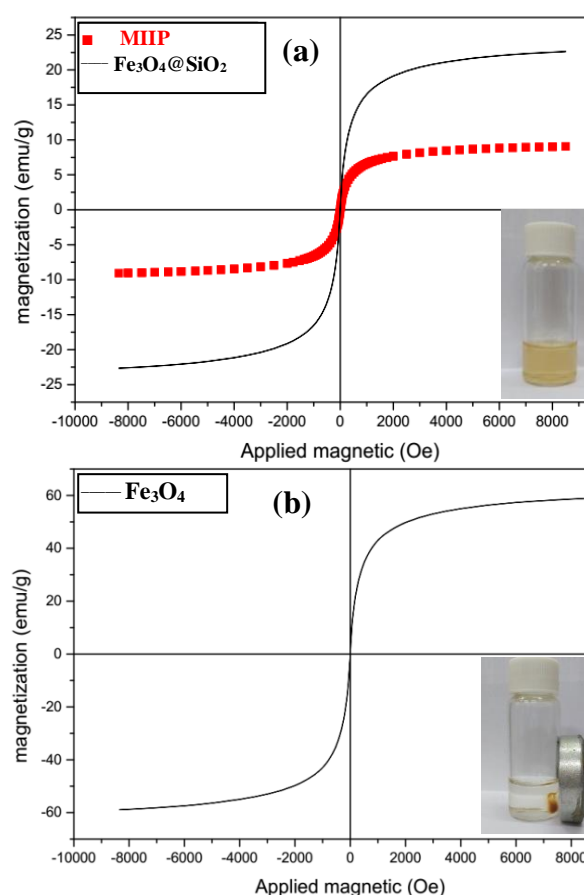 MIIP
Fe₃O₄@SiO₂
(a)
magnetization (emu/g)
25
20
15
10
5
0
-5
-10
-15
-20
-25
-10000 -8000 -6000 -4000 -2000 0 2000 4000 6000 8000
Applied magnetic (Oe)
Fe₃O₄
(b)
magnetization (emu/g)
60
40
20
0
-20
-40
-60
-10000 -8000 -6000 -4000 -2000 0 2000 4000 6000 8000 10000
Applied magnetic (Oe)